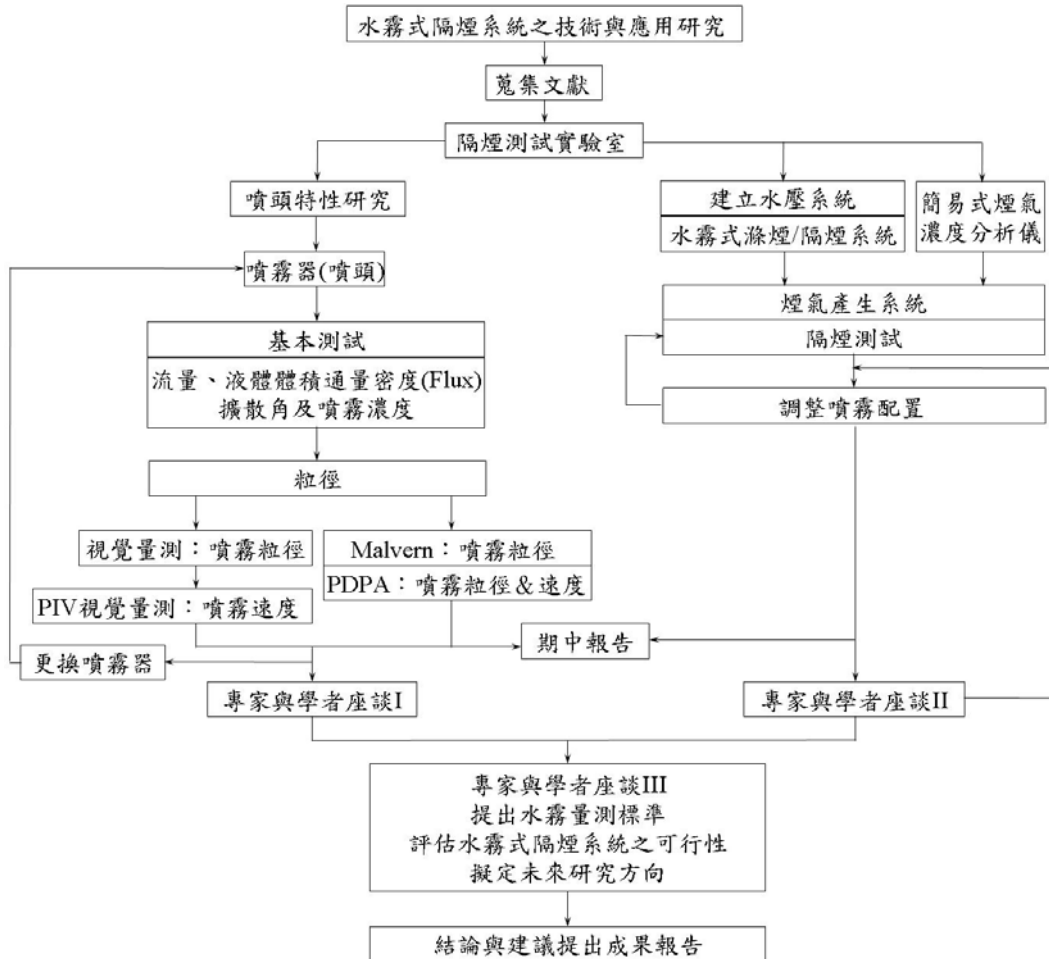 水霧式隔煙系統之技術與應用研究
蒐集文獻
隔煙測試實驗室
噴頭特性研究
建立水壓系統
水霧式滌煙/隔煙系統
簡易式煙氣
濃度分析儀
噴霧器(噴頭)
煙氣產生系統
隔煙測試
基本測試
流量、液體體積通量密度(Flux)
擴散角及噴霧濃度
調整噴霧配置
粒徑
視覺量測：噴霧粒徑
Malvern：噴霧粒徑
PDPA：噴霧粒徑＆速度
PIV視覺量測：噴霧速度
期中報告
更換噴霧器
專家與學者座談I
專家與學者座談II
專家與學者座談III
提出水霧量測標準
評估水霧式隔煙系統之可行性
擬定未來研究方向
結論與建議提出成果報告